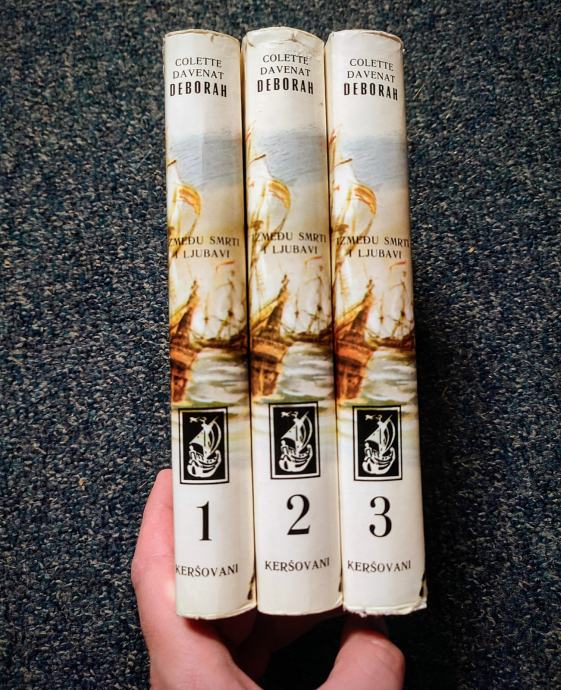 COLETTE
DAVENAT
DEBORAH
IZMEĐU SMRTI
I LJUBAVI
1
KERŠOVANI
COLETTE
DAVENAT
DEBORAH
IZMEĐU SMRTI
I LJUBAVI
2
KERŠOVANI
COLETTE
DAVENAT
DEBORAH
IZMEĐU SMRTI
I LJUBAVI
3
KERŠOVANI